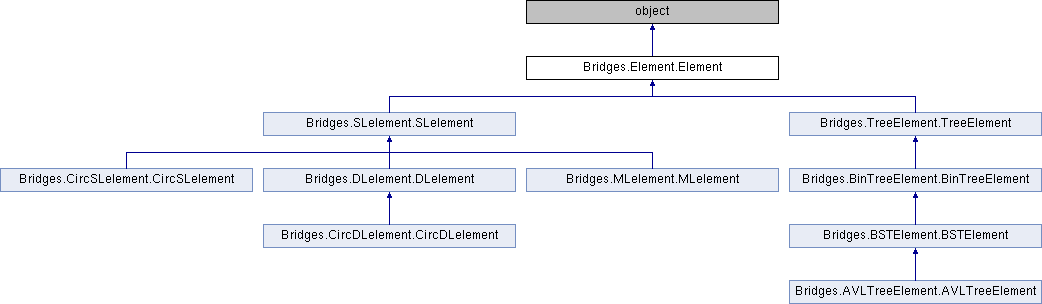 object
Bridges.Element.Element
Bridges.SLelement.SLelement
Bridges.TreeElement.TreeElement
Bridges.CircSLelement.CircSLelement
Bridges.DLelement.DLelement
Bridges.MLelement.MLelement
Bridges.BinTreeElement.BinTreeElement
Bridges.CircDLelement.CircDLelement
Bridges.BSTElement.BSTElement
Bridges.AVLTreeElement.AVLTreeElement